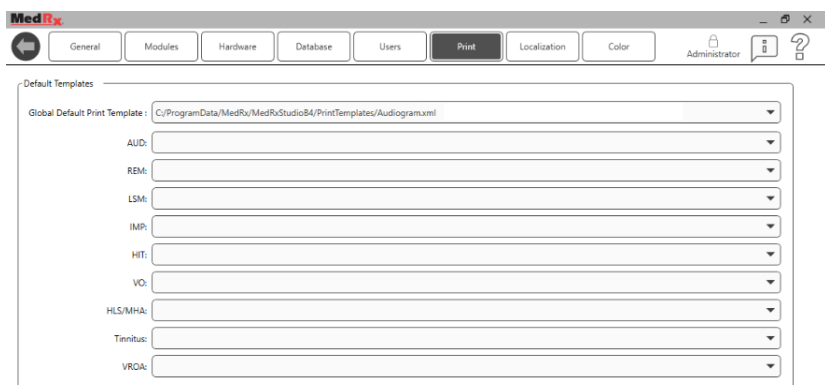 MedRx
General Modules Hardware Database Users Print Localization Color Administrator
Default Templates
Global Default Print Template : C:/ProgramData/MedRx/MedRxStudio84/PrintTemplates/Audiogram.xml
AUD:
REM:
LSM:
IMP:
HIT:
VO:
HLS/MHA:
Tinnitus:
VROA: